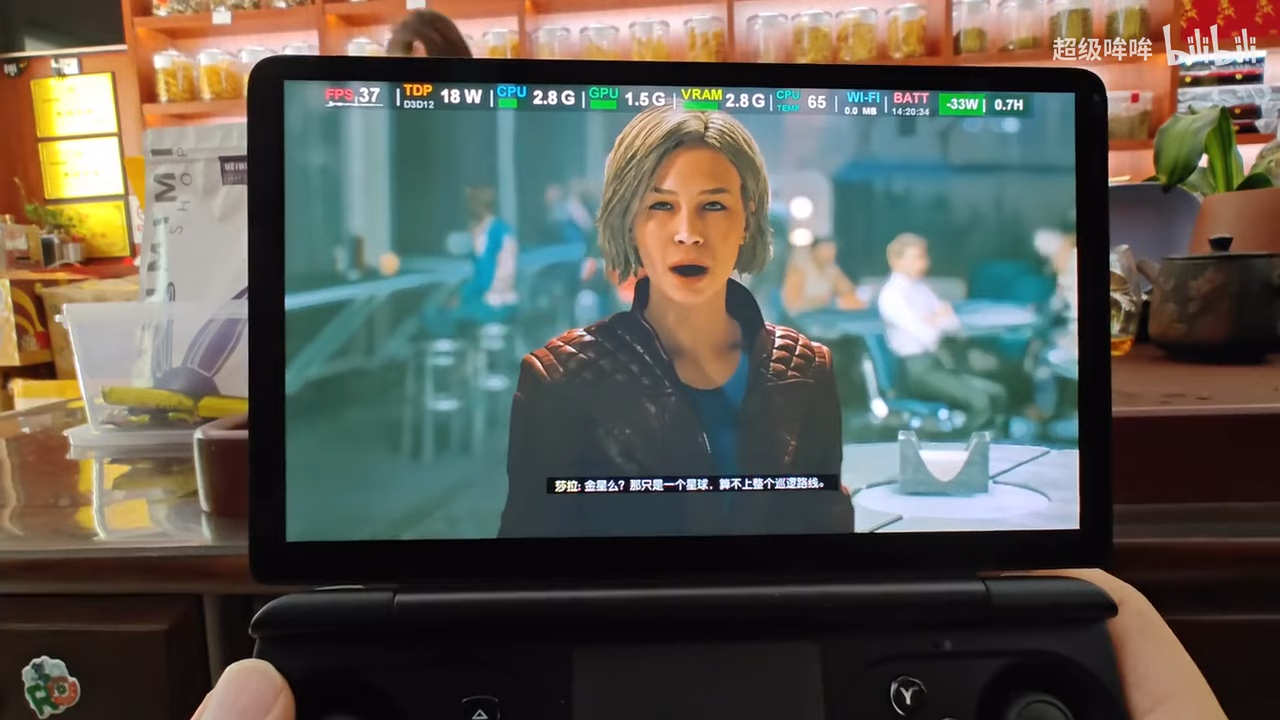 超级哞哞 bilibili
FPS 37 | TDP D3D12 18 W | CPU 2.8 G | GPU 1.5 G | VRAM 2.8 G | CPU TEMP 65 | WI-FI 0.0 MB | BATT 14:20:34 -33W | 0.7H
MIMI
SHOP
莎拉: 金星么？那只是一个星球，算不上整个巡逻路线。
Y